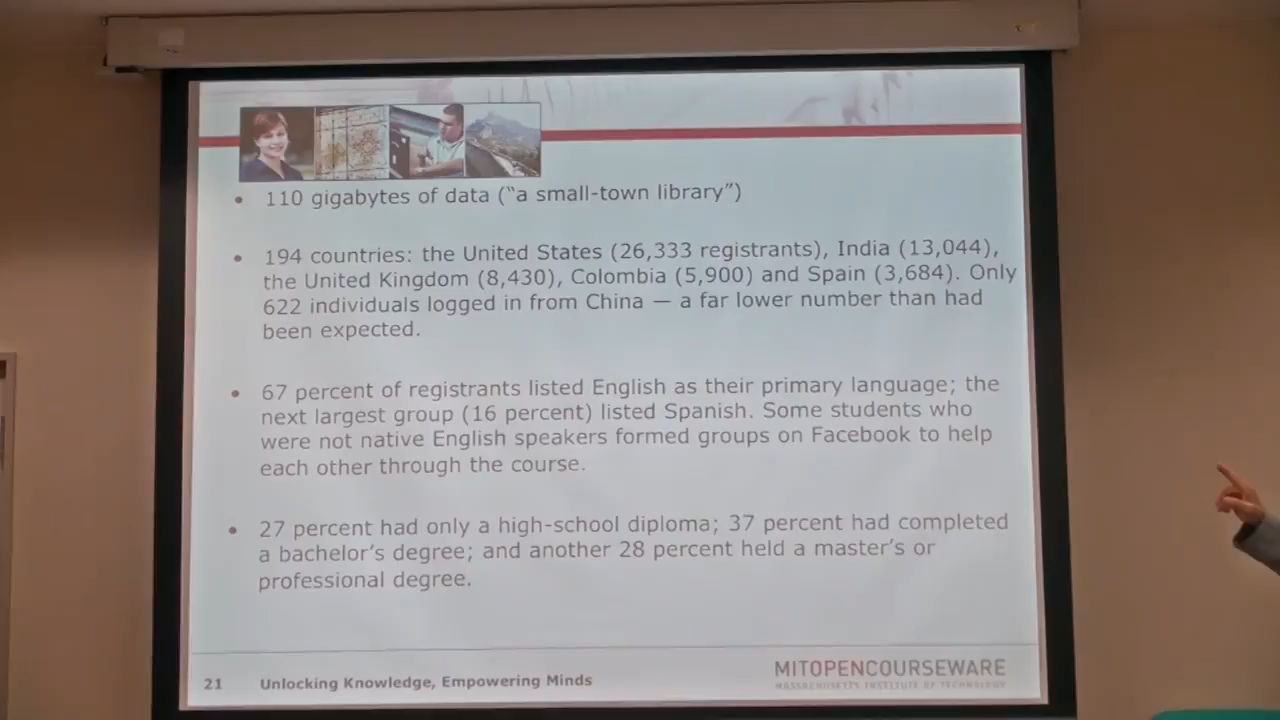 • 110 gigabytes of data (“a small-town library”)
• 194 countries: the United States (26,333 registrants), India (13,044),
the United Kingdom (8,430), Colombia (5,900) and Spain (3,684). Only
622 individuals logged in from China — a far lower number than had
been expected.
• 67 percent of registrants listed English as their primary language; the
next largest group (16 percent) listed Spanish. Some students who
were not native English speakers formed groups on Facebook to help
each other through the course.
• 27 percent had only a high-school diploma; 37 percent had completed
a bachelor’s degree; and another 28 percent held a master’s or
professional degree.
21 Unlocking Knowledge, Empowering Minds
MITOPENCOURSEWARE
MASSACHUSETTS INSTITUTE OF TECHNOLOGY